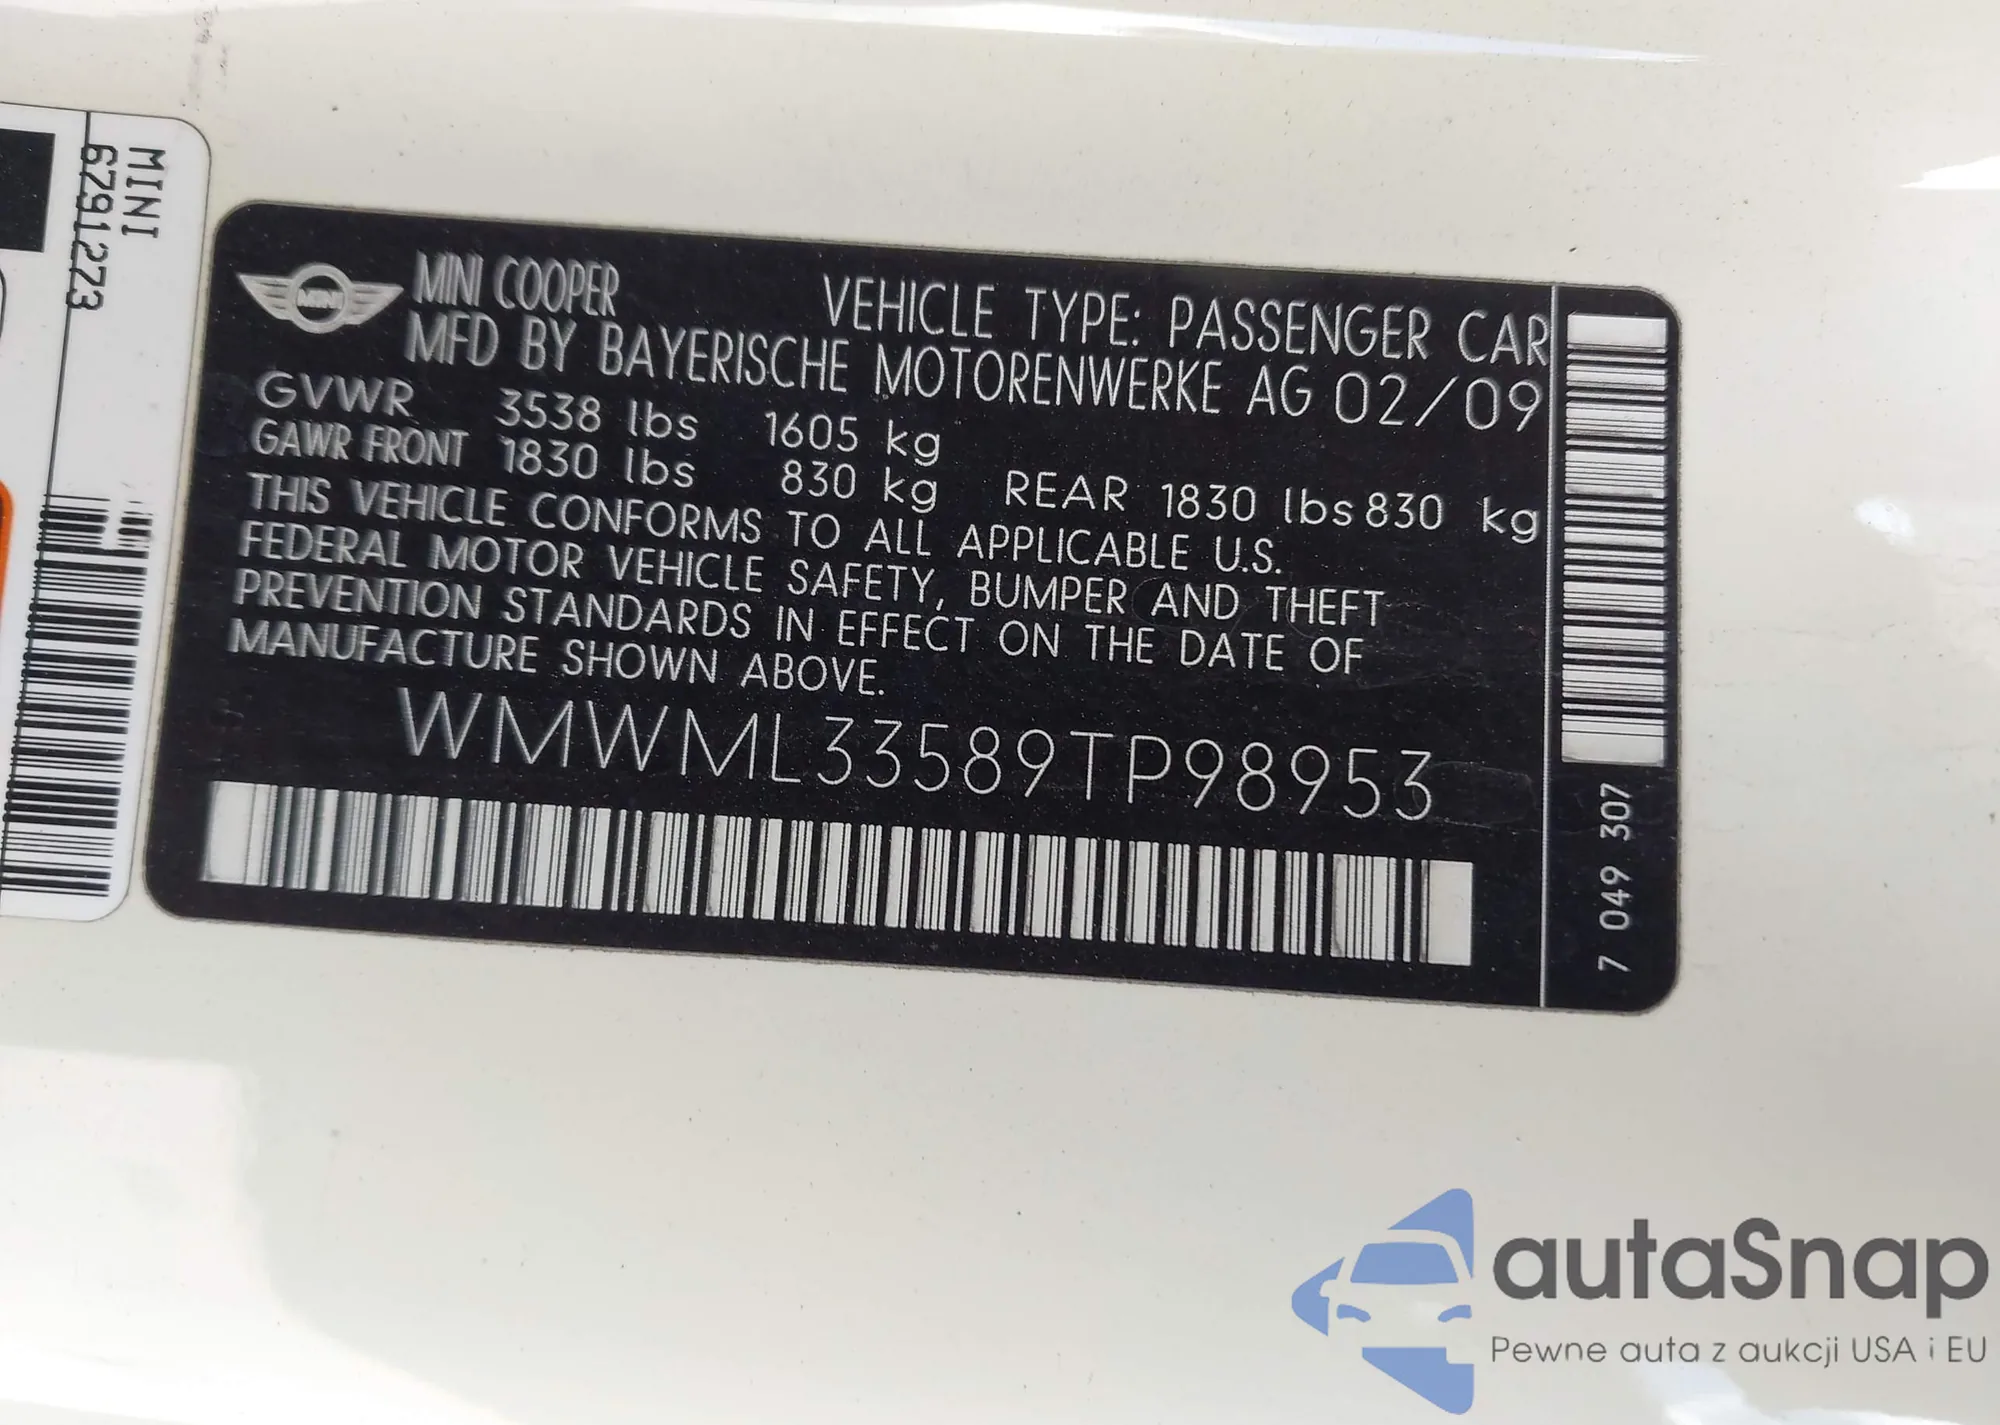 MINI
6791273
MINI
MINI COOPER
VEHICLE TYPE: PASSENGER CAR
MFD BY BAYERISCHE MOTORENWERKE AG 02/09
GVWR 3538 lbs 1605 kg
GAWR FRONT 1830 lbs 830 kg REAR 1830 lbs 830 kg
THIS VEHICLE CONFORMS TO ALL APPLICABLE U.S.
FEDERAL MOTOR VEHICLE SAFETY, BUMPER AND THEFT
PREVENTION STANDARDS IN EFFECT ON THE DATE OF
MANUFACTURE SHOWN ABOVE.
WMWML33589TP98953
7 049 307
autaSnap
Pewne auta z aukcji USA i EU